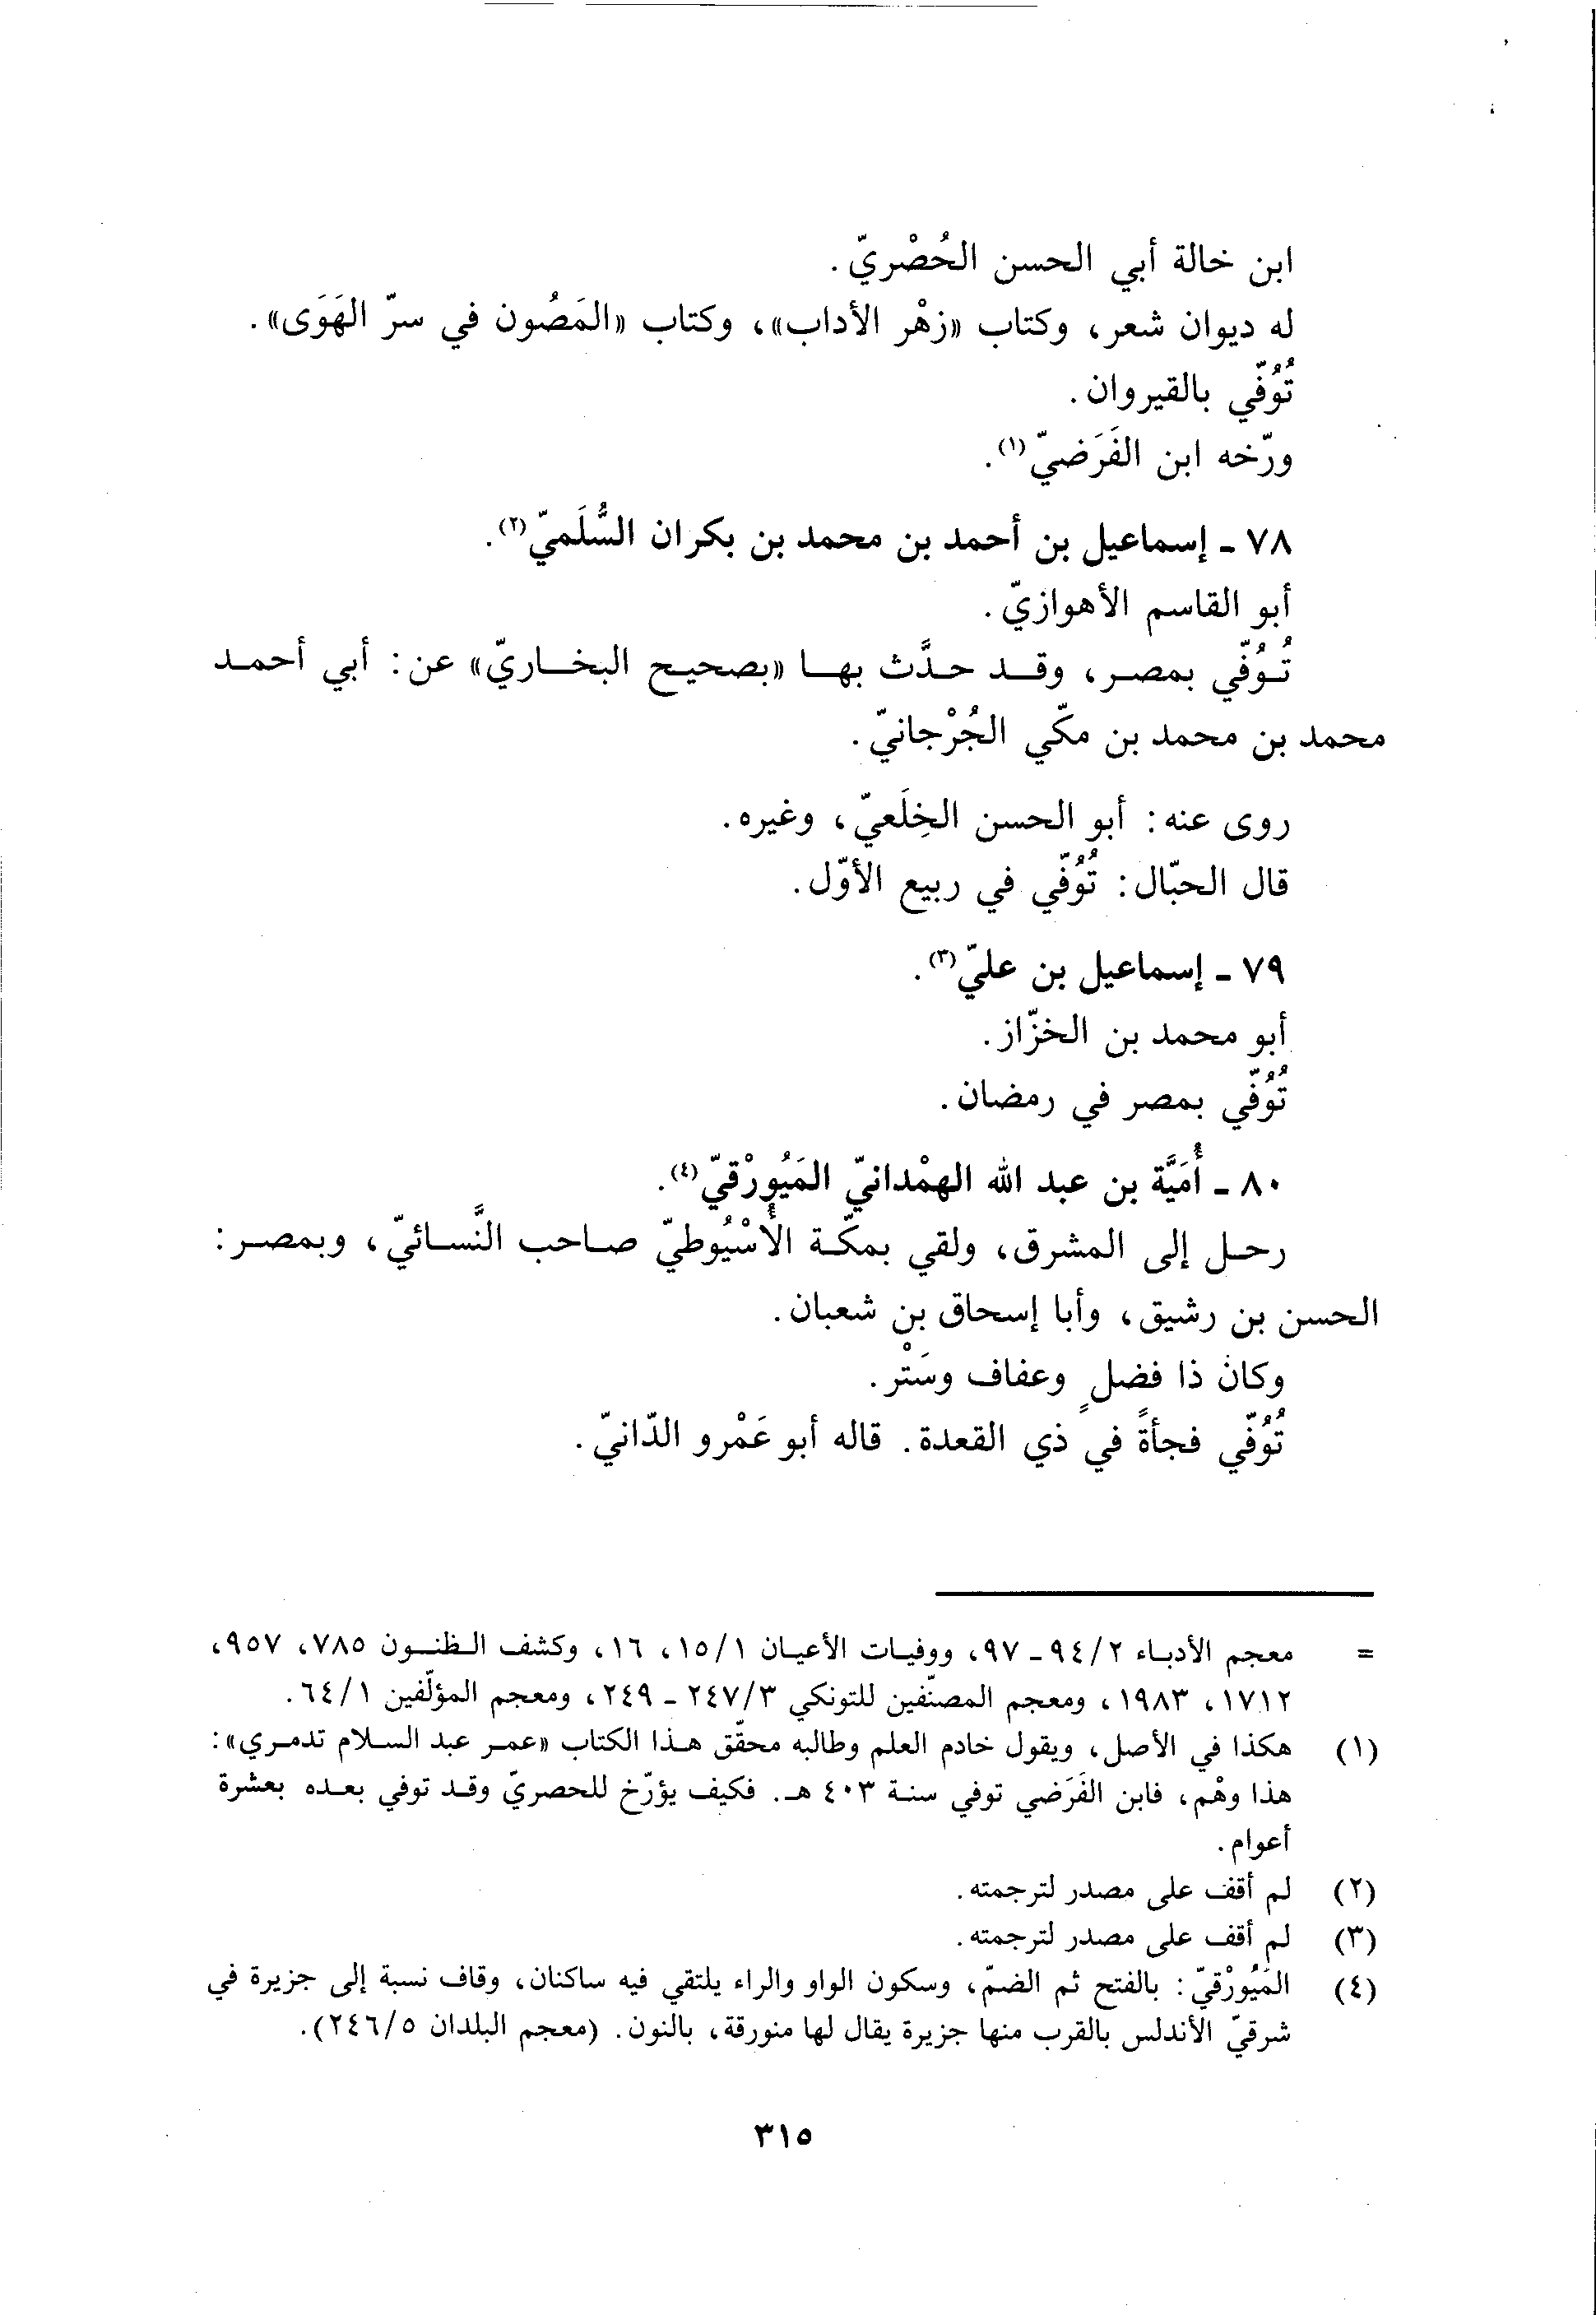 ابن خالة أبي الحسن الحُصْريّ.
له ديوان شعر، وكتاب «زهْر الأداب»، وكتاب «المَصُون في سرّ الهَوَى».
تُوُفّي بالقيروان.
ورّخه ابن الفَرَضيّ(١).
٧٨ ـ إسماعيل بن أحمد بن محمد بن بكران السُّلَميّ(٢).
أبو القاسم الأهوازيّ.
تُوُفّي بمصر، وقد حدَّث بها «بصحيح البخاريّ» عن: أبي أحمد
محمد بن محمد بن مكّي الجُرْجانيّ.
روى عنه: أبو الحسن الخِلَعيّ، وغيره.
قال الحبّال: تُوُفّي في ربيع الأوّل.
٧٩ ـ إسماعيل بن عليّ(٣).
أبو محمد بن الخزّاز.
تُوُفّي بمصر في رمضان.
٨٠ ـ أُمَيَّة بن عبد الله الهمْدانيّ المَيُورْقيّ(٤).
رحل إلى المشرق، ولقي بمكّة الأُسْيُوطيّ صاحب النَّسائيّ، وبمصر:
الحسن بن رشيق، وأبا إسحاق بن شعبان.
وكان ذا فضلٍ وعفاف وسَتْر.
تُوُفّي فجأةً في ذي القعدة. قاله أبو عَمْرو الدّانيّ.
= معجم الأدباء ٢/٩٤ ـ ٩٧، ووفيات الأعيان ١/١٥، ١٦، وكشف الظنون ٧٨٥، ٩٥٧،
١٧١٢، ١٩٨٣، ومعجم المصنّفين للتونكي ٣/٢٤٧ ـ ٢٤٩، ومعجم المؤلّفين ١/٦٤.
(١) هكذا في الأصل، ويقول خادم العلم وطالبه محقّق هذا الكتاب «عمر عبد السلام تدمري»:
هذا وهْم، فابن الفَرَضي توفي سنة ٤٠٣ هـ. فكيف يؤرّخ للحصريّ وقد توفي بعده بعشرة
أعوام.
(٢) لم أقف على مصدر لترجمته.
(٣) لم أقف على مصدر لترجمته.
(٤) المَيُورْقيّ: بالفتح ثم الضمّ، وسكون الواو والراء يلتقي فيه ساكنان، وقاف نسبة إلى جزيرة في
شرقيّ الأندلس بالقرب منها جزيرة يقال لها منورقة، بالنون. (معجم البلدان ٥/٢٤٦).
٣١٥